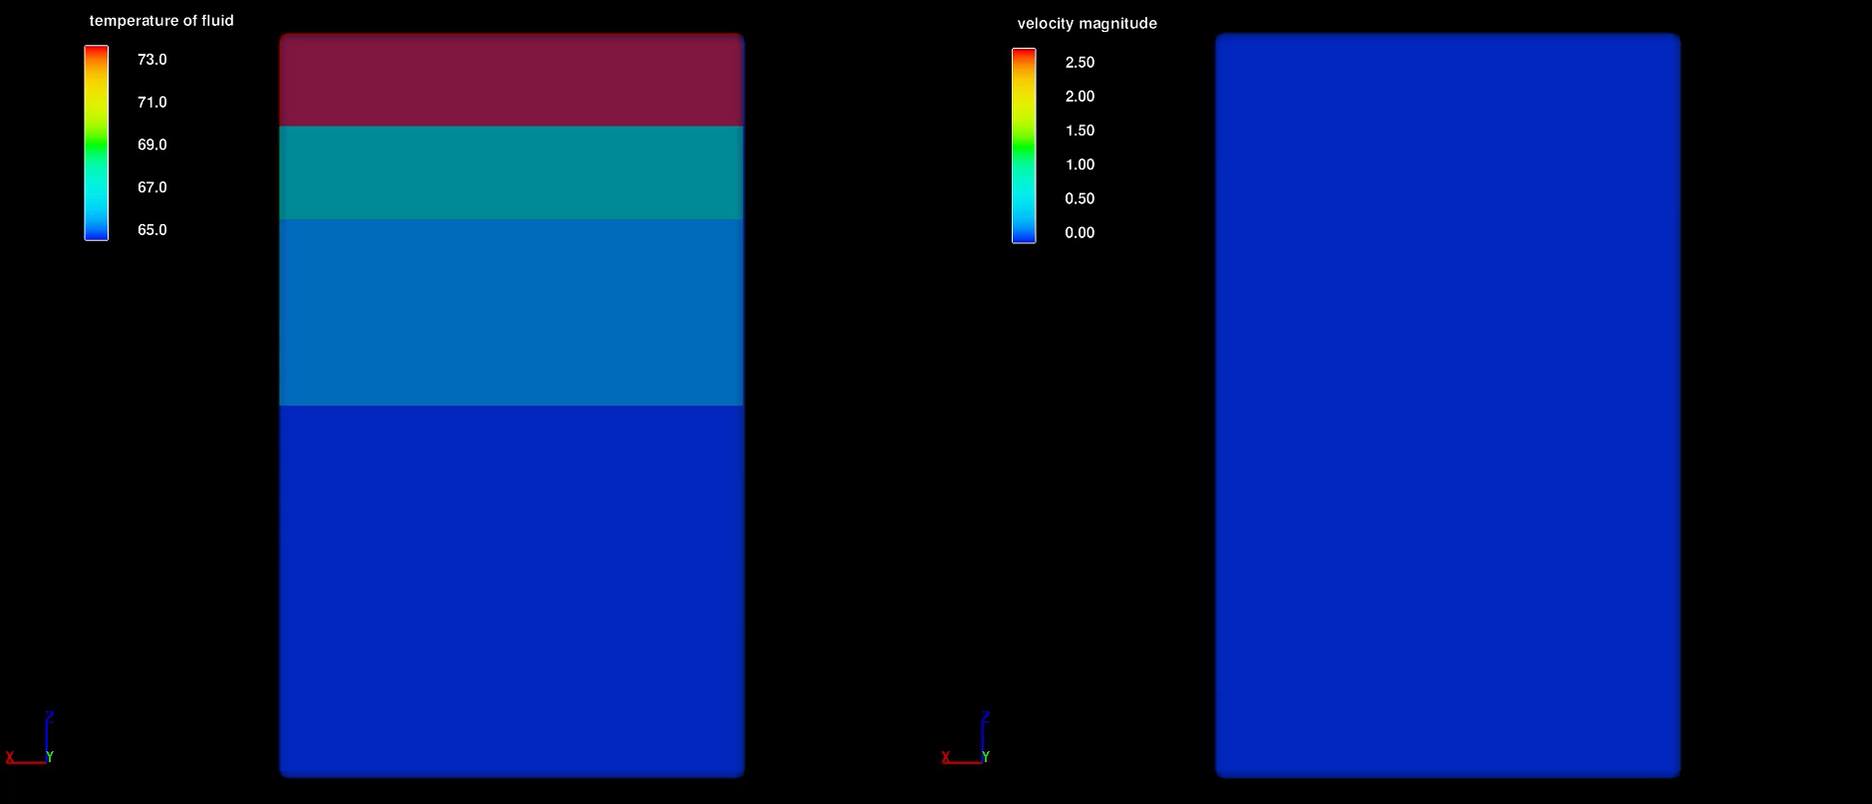 temperature of fluid
73.0
71.0
69.0
67.0
65.0
Z
X Y
velocity magnitude
2.50
2.00
1.50
1.00
0.50
0.00
Z
X Y